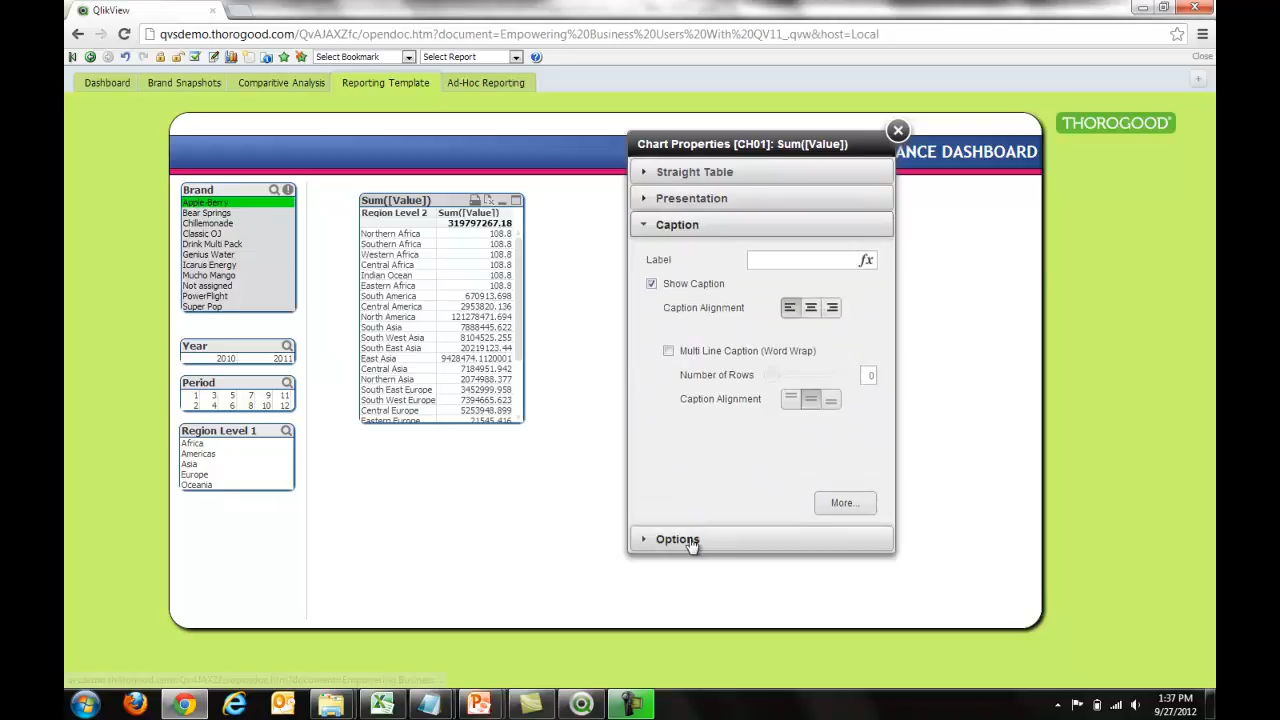 QlikView
qvsdemo.thorogood.com/QvAJAXZfc/opendoc.htm?document=Empowering%20Business%20Users%20With%20QV11_.qvw&host=Local
Select Bookmark
Select Report
Close
Dashboard
Brand Snapshots
Comparitive Analysis
Reporting Template
Ad-Hoc Reporting
THOROGOOD®
ANCE DASHBOARD
Brand
Apple-Berry
Bear Springs
Chillemonade
Classic OJ
Drink Multi Pack
Genius Water
Icarus Energy
Mucho Mango
Not assigned
PowerFlight
Super Pop
Year
2010 2011
Period
1 3 5 7 9 11
2 4 6 8 10 12
Region Level 1
Africa
Americas
Asia
Europe
Oceania
Sum([Value])
Region Level 2 Sum([Value])
319797267.18
Northern Africa 108.8
Southern Africa 108.8
Western Africa 108.8
Central Africa 108.8
Indian Ocean 108.8
Eastern Africa 108.8
South America 670913.698
Central America 2953820.136
North America 121278471.694
South Asia 7888445.622
South West Asia 8104525.255
South East Asia 20219123.44
East Asia 9428474.1120001
Central Asia 7184951.942
Northern Asia 2074988.377
South East Europe 3452999.958
South West Europe 7394665.623
Central Europe 5253948.899
Eastern Europe 21545.416
Chart Properties [CH01]: Sum([Value])
Straight Table
Presentation
Caption
Label fx
Show Caption
Caption Alignment
Multi Line Caption (Word Wrap)
Number of Rows 0
Caption Alignment
More...
Options
1:37 PM
9/27/2012